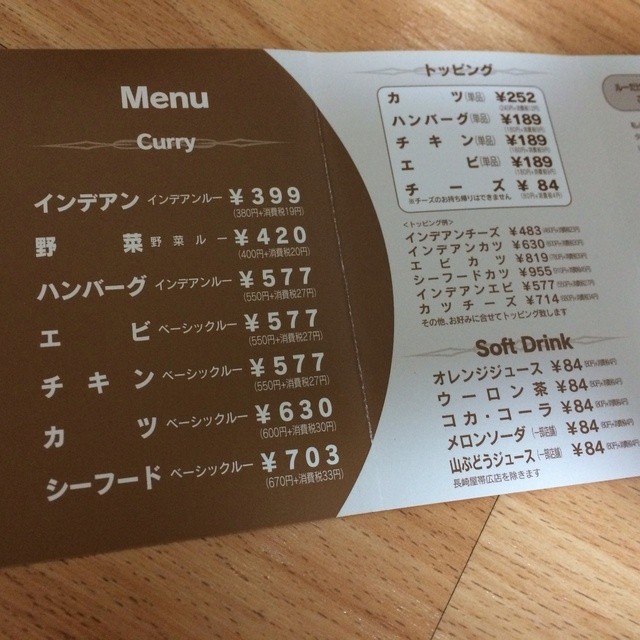 Menu
Curry
インデアン インデアンルー ¥399
(380円+消費税19円)
野菜 野菜ルー ¥420
(400円+消費税20円)
ハンバーグ インデアンルー ¥577
(550円+消費税27円)
エビ ベーシックルー ¥577
(550円+消費税27円)
チキン ベーシックルー ¥577
(550円+消費税27円)
カツ ベーシックルー ¥630
(600円+消費税30円)
シーフード ベーシックルー ¥703
(670円+消費税33円)
トッピング
カツ(単品) ¥252
ハンバーグ(単品) ¥189
チキン(単品) ¥189
エビ(単品) ¥189
チーズ ¥84
※チーズのお持ち帰りはできません
<トッピング例>
インデアンチーズ ¥483
インデアンカツ ¥630
エビカツ ¥819
シーフードカツ ¥955
インデアンエビ ¥577
カツチーズ ¥714
その他、お好みに合せてトッピング致します
Soft Drink
オレンジジュース ¥84
ウーロン茶 ¥84
コカ・コーラ ¥84
メロンソーダ(一部店舗) ¥84
山ぶどうジュース(一部店舗) ¥84
長崎屋帯広店を除きます